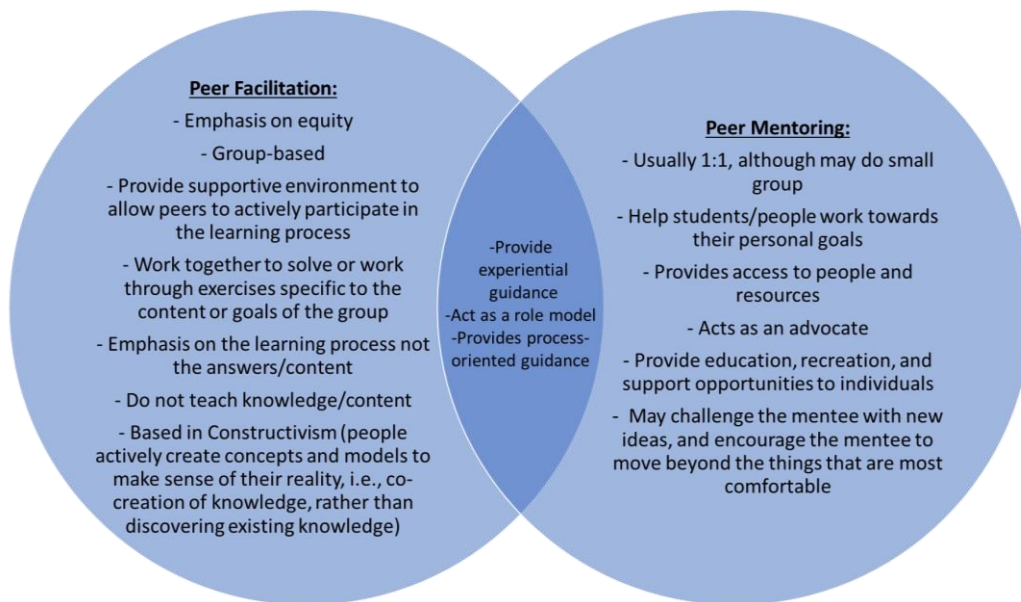 Peer Facilitation:
- Emphasis on equity
- Group-based
- Provide supportive environment to
allow peers to actively participate in
the learning process
- Work together to solve or work
through exercises specific to the
content or goals of the group
- Emphasis on the learning process not
the answers/content
- Do not teach knowledge/content
- Based in Constructivism (people
actively create concepts and models to
make sense of their reality, i.e., co-
creation of knowledge, rather than
discovering existing knowledge)
-Provide
experiential
guidance
-Act as a role model
-Provides process-
oriented guidance
Peer Mentoring:
- Usually 1:1, although may do small
group
- Help students/people work towards
their personal goals
- Provides access to people and
resources
- Acts as an advocate
- Provide education, recreation, and
support opportunities to individuals
- May challenge the mentee with new
ideas, and encourage the mentee to
move beyond the things that are most
comfortable